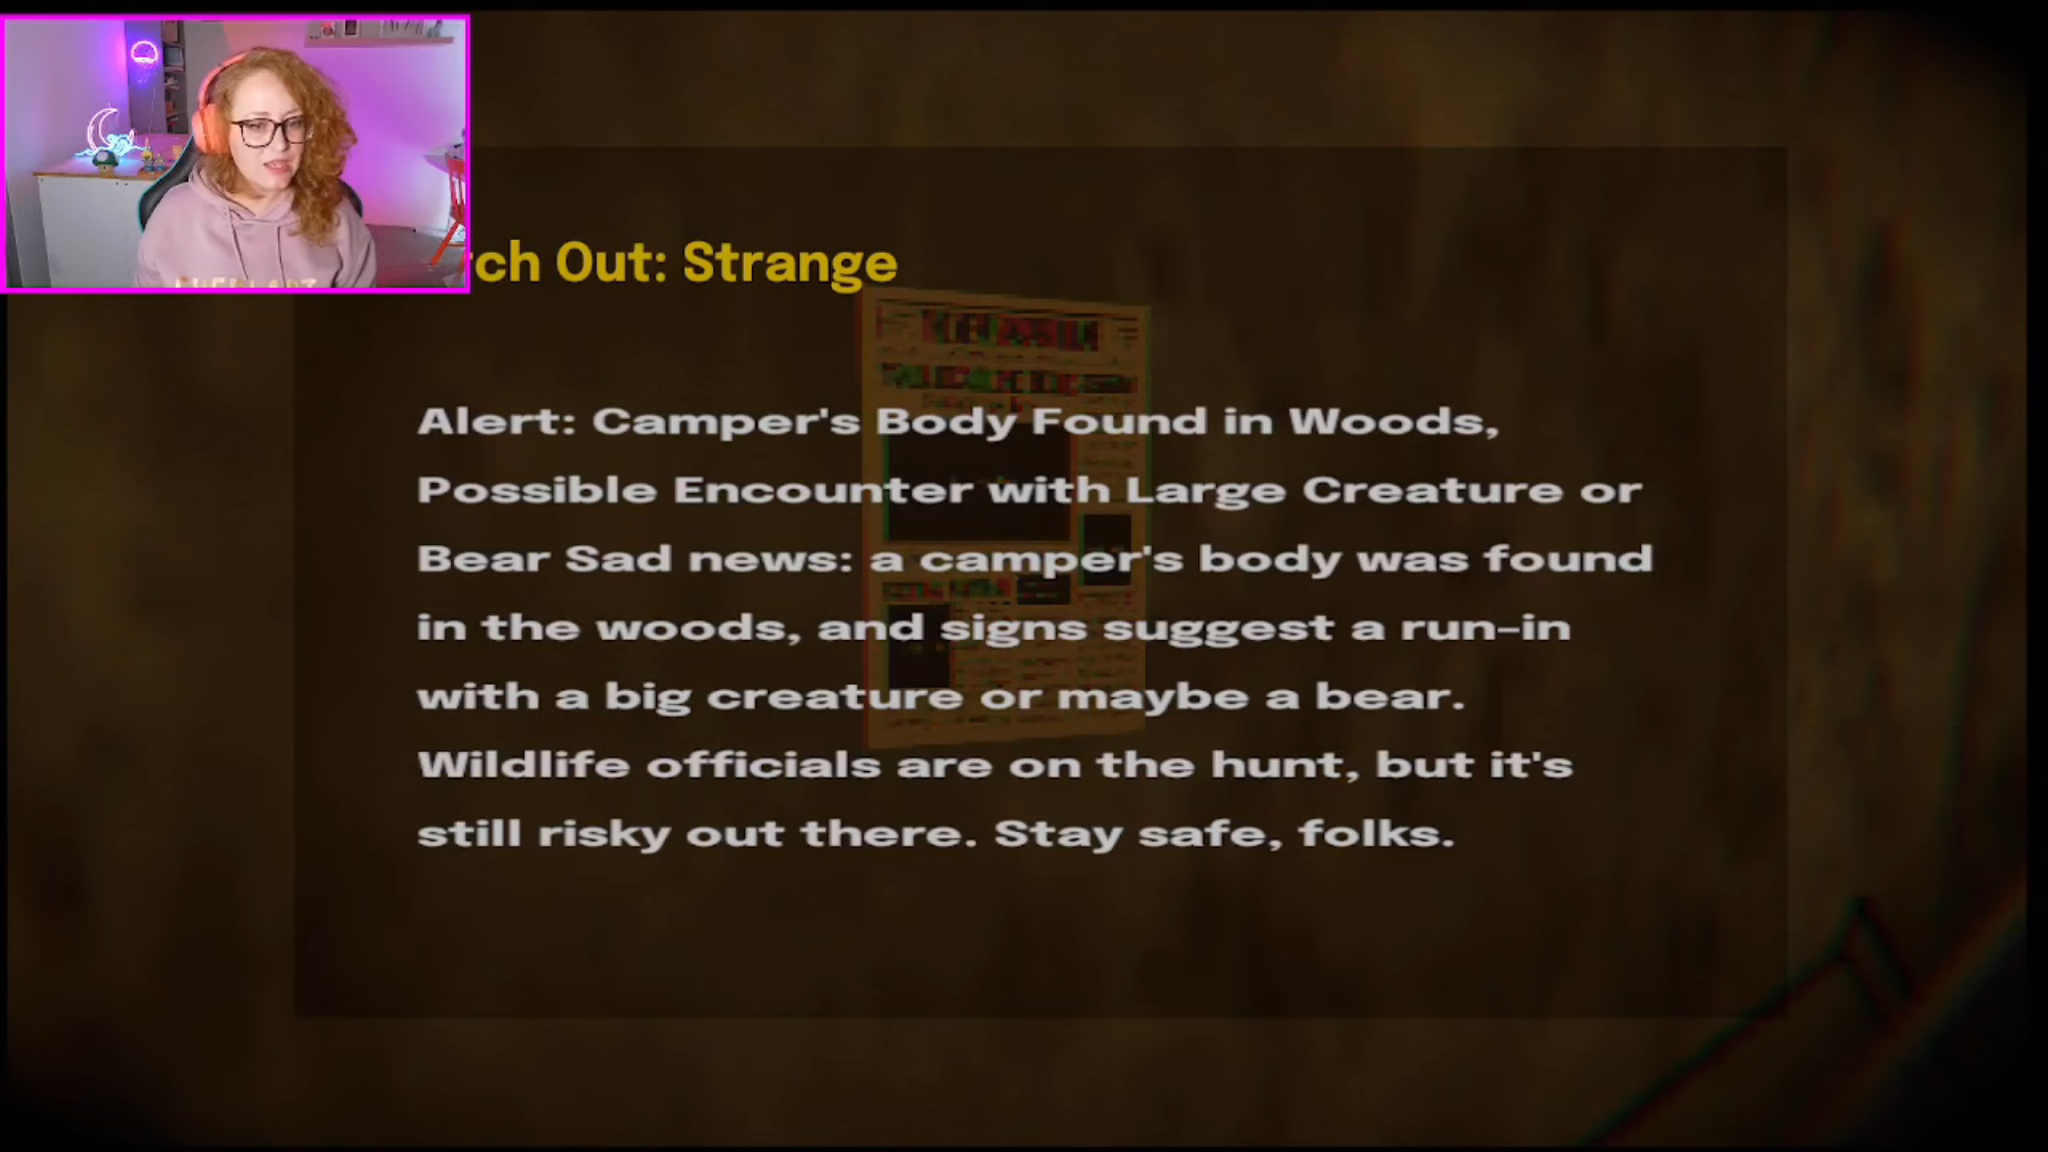 ch Out: Strange
Alert: Camper's Body Found in Woods,
Possible Encounter with Large Creature or
Bear Sad news: a camper's body was found
in the woods, and signs suggest a run-in
with a big creature or maybe a bear.
Wildlife officials are on the hunt, but it's
still risky out there. Stay safe, folks.